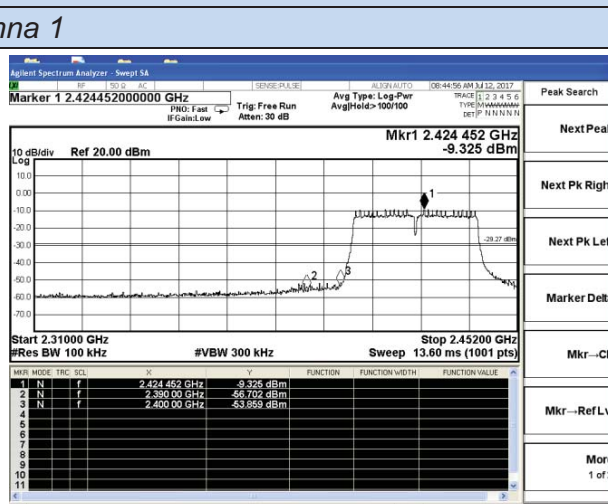 nna 1
Agilent Spectrum Analyzer - Swept SA
RF 50 Ω AC SENSE:PULSE ALIGN AUTO 08:44:56 AM Jul 12, 2017
Marker 1 2.424452000000 GHz
PNO: Fast
IFGain:Low
Trig: Free Run
Atten: 30 dB
Avg Type: Log-Pwr
Avg|Hold:> 100/100
TRACE 1 2 3 4 5 6
TYPE M
DET P N N N N N
Mkr1 2.424 452 GHz
-9.325 dBm
10 dB/div Ref 20.00 dBm
Log
10.0
0.00
-10.0
-20.0
-30.0
-40.0
-50.0
-60.0
-70.0
1
2
3
Start 2.31000 GHz Stop 2.45200 GHz
#Res BW 100 kHz #VBW 300 kHz Sweep 13.60 ms (1001 pts)
MKR MODE TRC SCL X Y FUNCTION FUNCTION WIDTH FUNCTION VALUE
1 N f 2.424 452 GHz -9.325 dBm
2 N f 2.390 00 GHz -56.702 dBm
3 N f 2.400 00 GHz -53.859 dBm
4
5
6
7
8
9
10
11
Peak Search
Next Peak
Next Pk Righ
Next Pk Lef
Marker Delt
Mkr→C
Mkr→Ref Lv
More
1 of